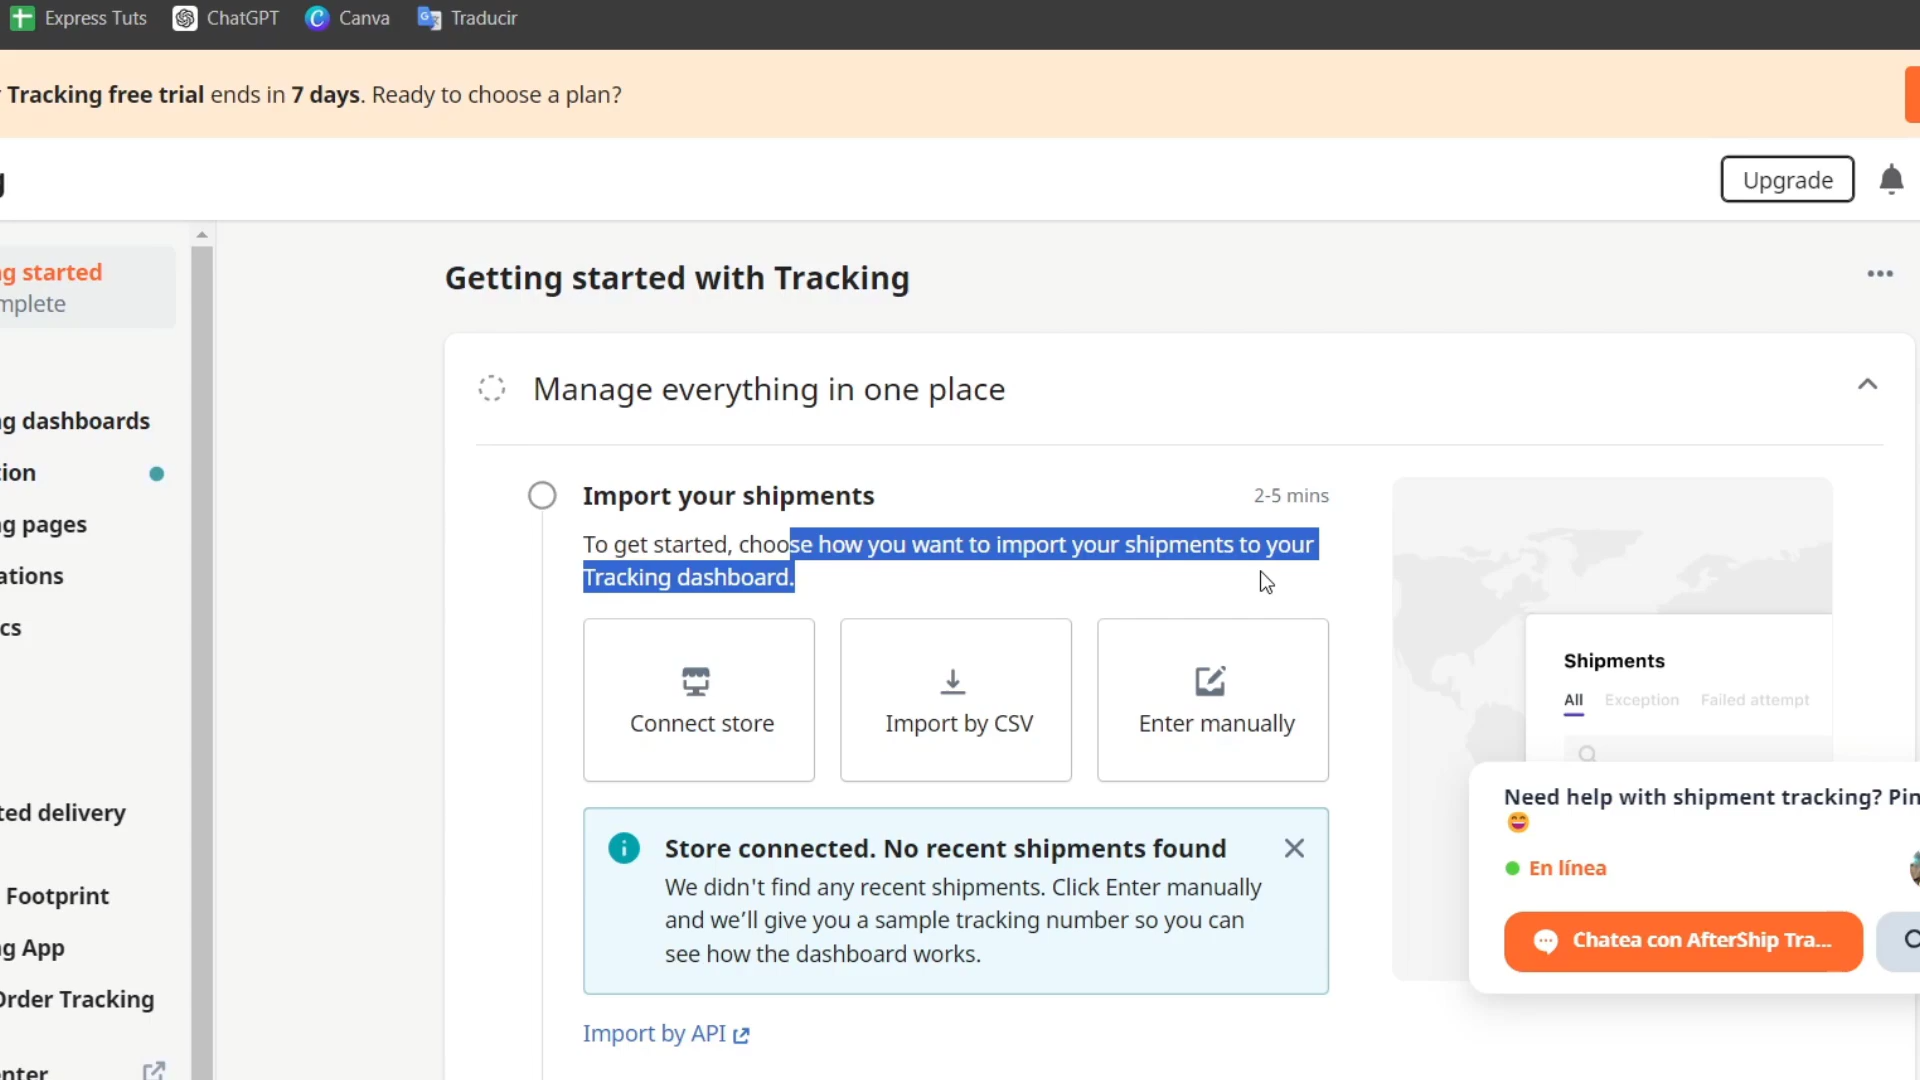 Express Tuts ChatGPT Canva Traducir
Tracking free trial ends in 7 days. Ready to choose a plan?
Upgrade
g started
mplete
g dashboards
ion
g pages
ations
cs
ted delivery
Footprint
g App
Order Tracking
enter
Getting started with Tracking
Manage everything in one place
Import your shipments 2-5 mins
To get started, choose how you want to import your shipments to your
Tracking dashboard.
Connect store Import by CSV Enter manually
Store connected. No recent shipments found
We didn't find any recent shipments. Click Enter manually
and we’ll give you a sample tracking number so you can
see how the dashboard works.
Import by API
Shipments
All Exception Failed attempt
Need help with shipment tracking? Pin
En línea
Chatea con AfterShip Tra...